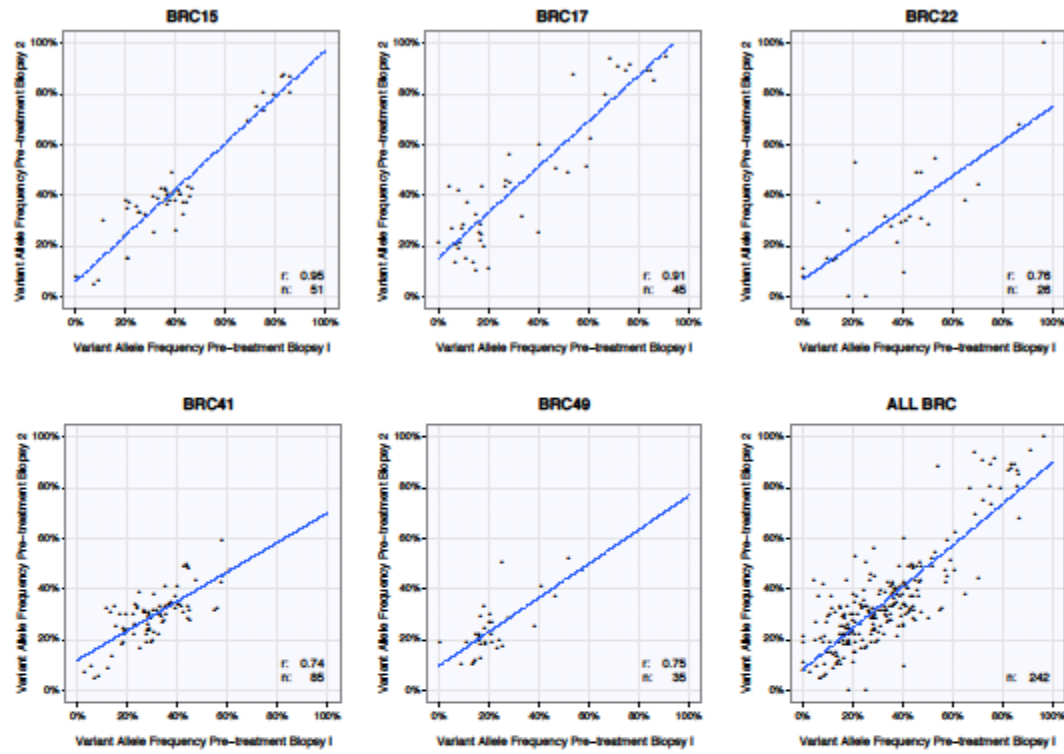 BRC15
BRC17
BRC22
Variant Allele Frequency Pre-treatment Biopsy 2
100%
80%
60%
40%
20%
0%
r: 0.95
n: 51
0% 20% 40% 60% 80% 100%
Variant Allele Frequency Pre-treatment Biopsy I
Variant Allele Frequency Pre-treatment Biopsy 2
100%
80%
60%
40%
20%
0%
r: 0.91
n: 45
0% 20% 40% 60% 80% 100%
Variant Allele Frequency Pre-treatment Biopsy I
Variant Allele Frequency Pre-treatment Biopsy 2
100%
80%
60%
40%
20%
0%
r: 0.76
n: 26
0% 20% 40% 60% 80% 100%
Variant Allele Frequency Pre-treatment Biopsy I
BRC41
BRC49
ALL BRC
Variant Allele Frequency Pre-treatment Biopsy 2
100%
80%
60%
40%
20%
0%
r: 0.74
n: 85
0% 20% 40% 60% 80% 100%
Variant Allele Frequency Pre-treatment Biopsy I
Variant Allele Frequency Pre-treatment Biopsy 2
100%
80%
60%
40%
20%
0%
r: 0.75
n: 35
0% 20% 40% 60% 80% 100%
Variant Allele Frequency Pre-treatment Biopsy I
Variant Allele Frequency Pre-treatment Biopsy 2
100%
80%
60%
40%
20%
0%
n: 242
0% 20% 40% 60% 80% 100%
Variant Allele Frequency Pre-treatment Biopsy I